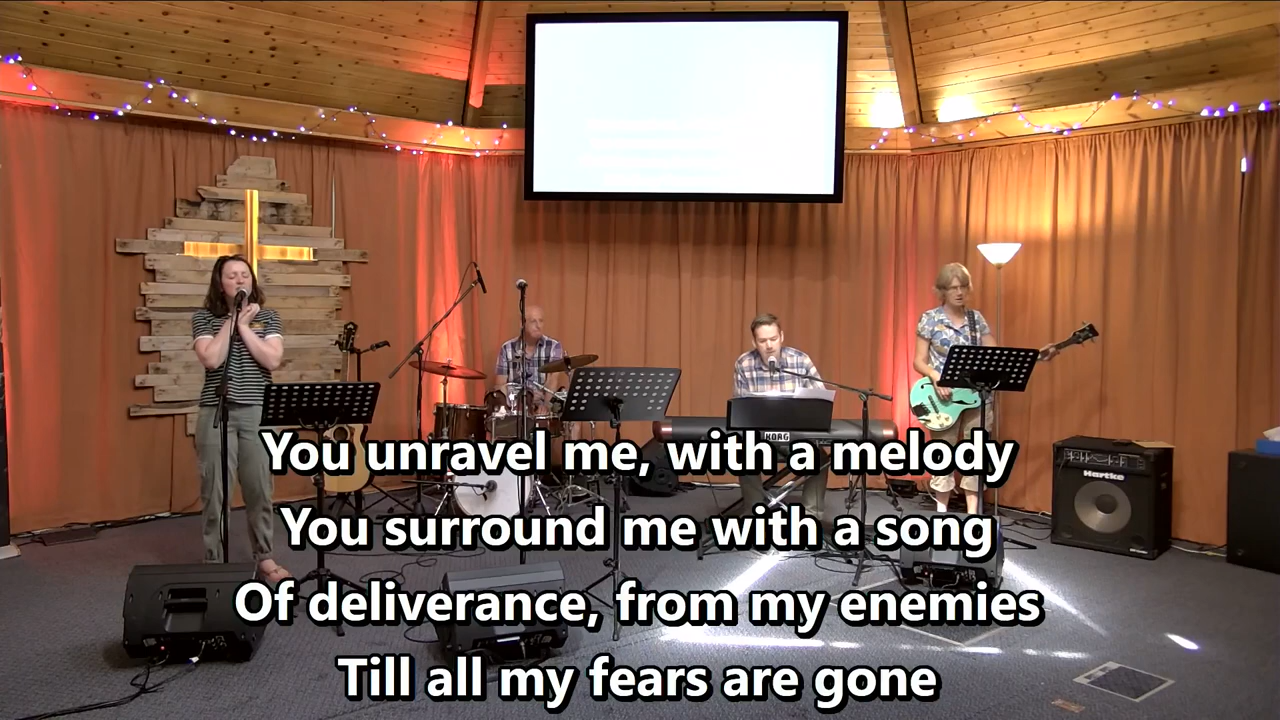 KORG
Hartke
You unravel me, with a melody
You surround me with a song
Of deliverance, from my enemies
Till all my fears are gone